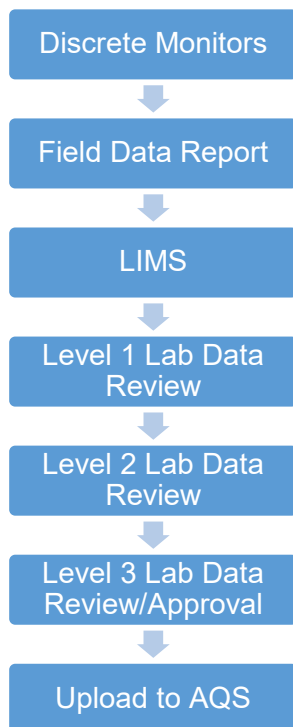 Discrete Monitors
Field Data Report
LIMS
Level 1 Lab Data
Review
Level 2 Lab Data
Review
Level 3 Lab Data
Review/Approval
Upload to AQS